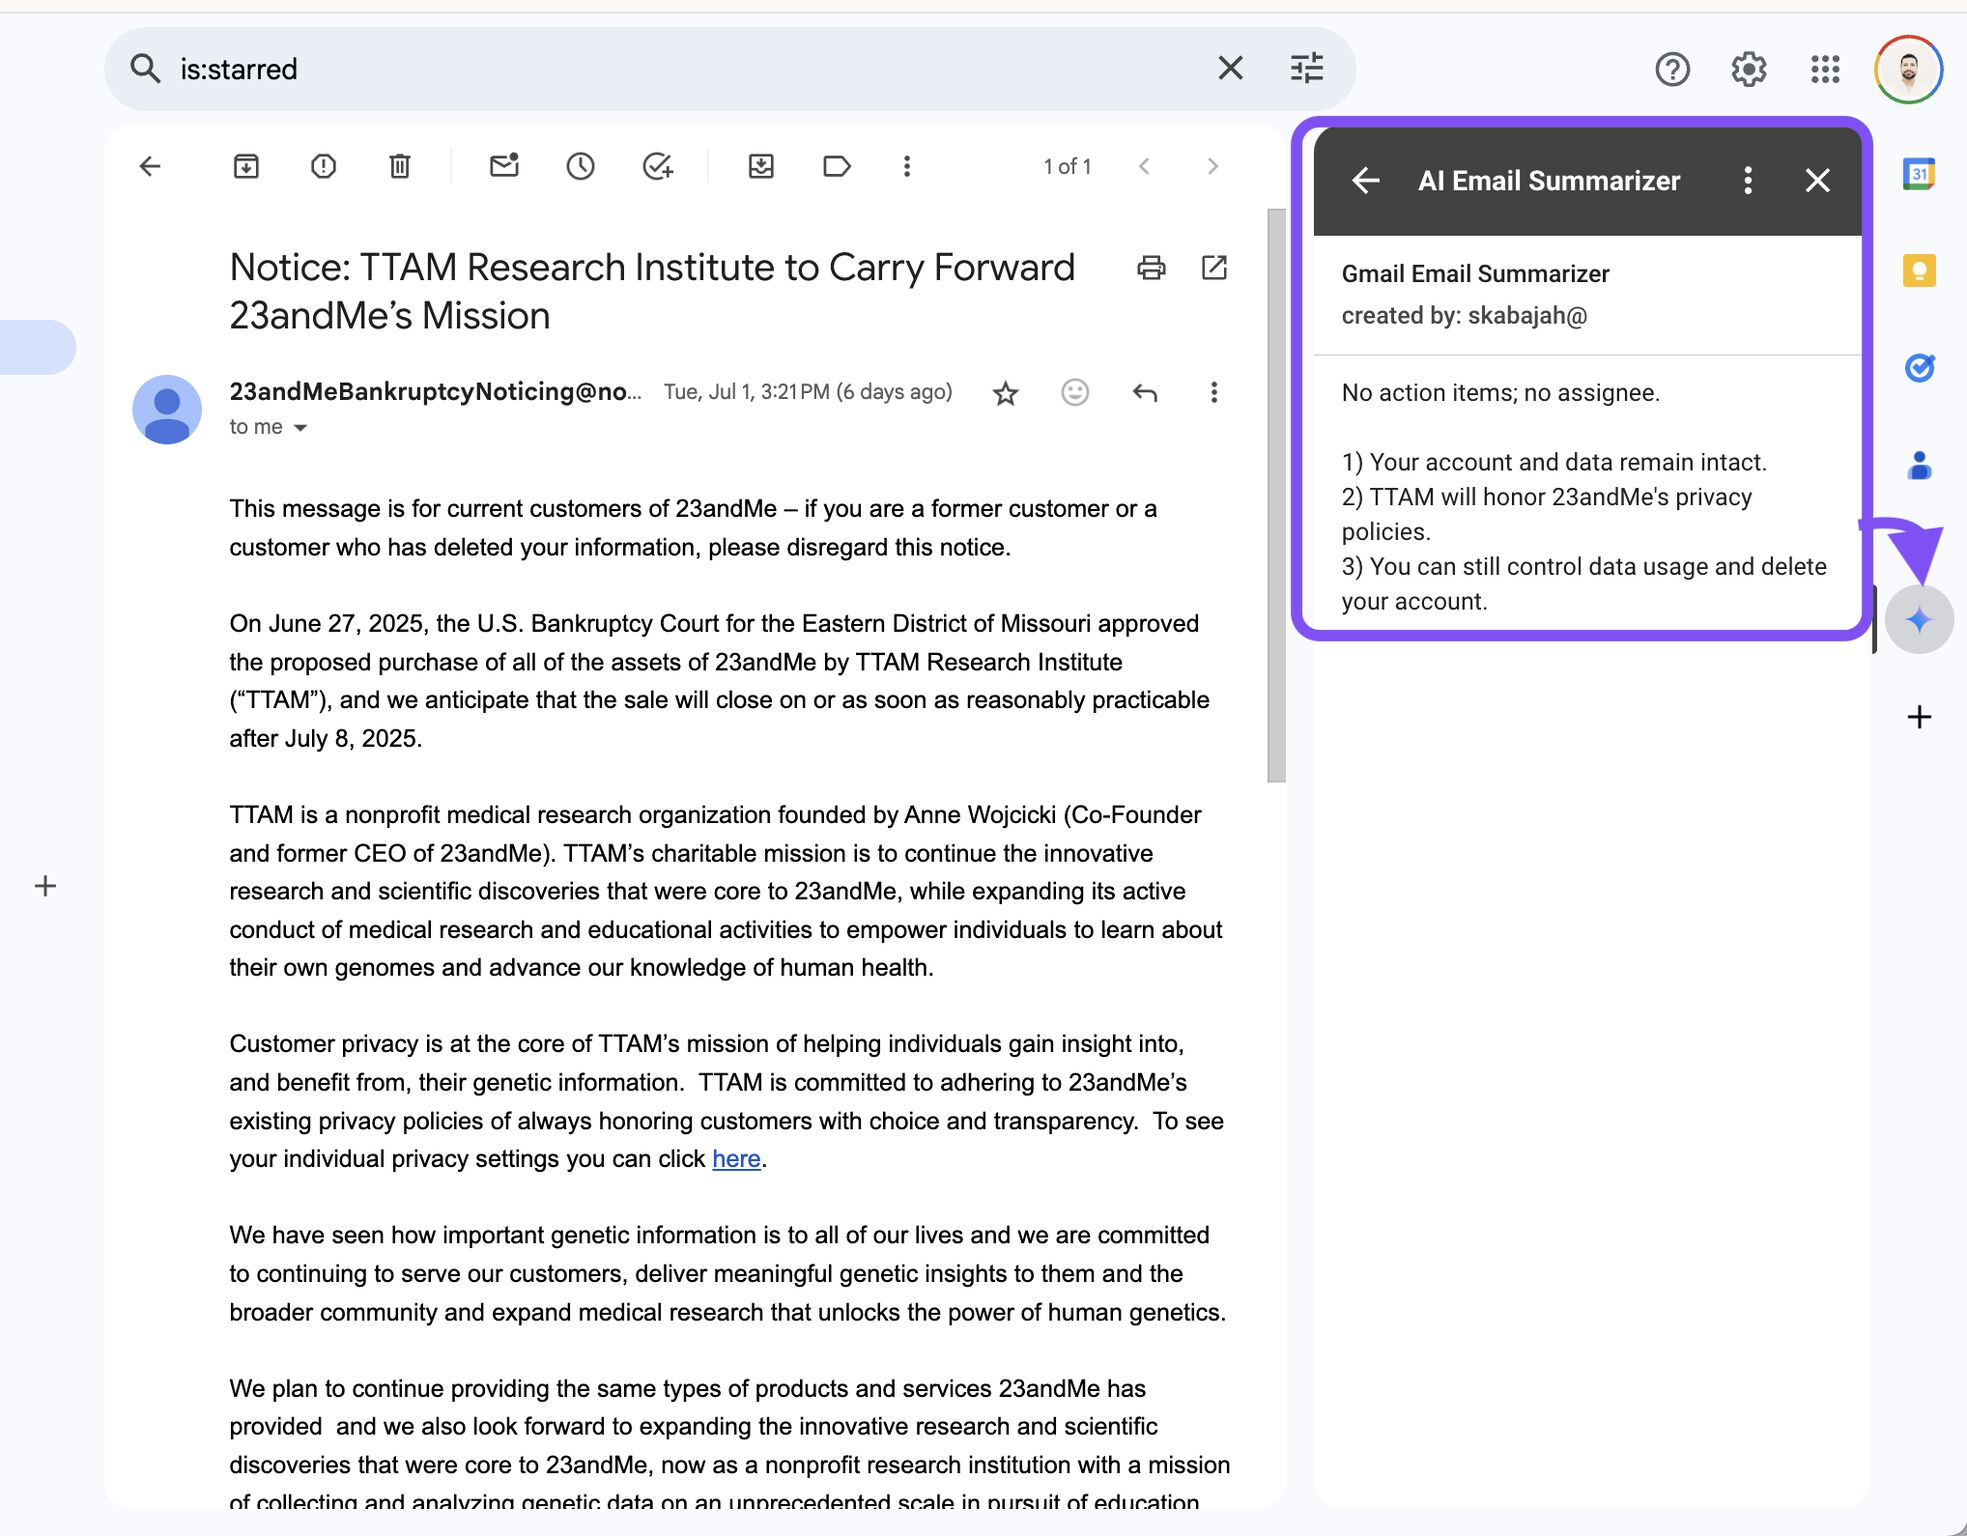 is:starred
1 of 1
Notice: TTAM Research Institute to Carry Forward
23andMe’s Mission
23andMeBankruptcyNoticing@no... Tue, Jul 1, 3:21 PM (6 days ago)
to me
This message is for current customers of 23andMe – if you are a former customer or a
customer who has deleted your information, please disregard this notice.
On June 27, 2025, the U.S. Bankruptcy Court for the Eastern District of Missouri approved
the proposed purchase of all of the assets of 23andMe by TTAM Research Institute
(“TTAM”), and we anticipate that the sale will close on or as soon as reasonably practicable
after July 8, 2025.
TTAM is a nonprofit medical research organization founded by Anne Wojcicki (Co-Founder
and former CEO of 23andMe). TTAM’s charitable mission is to continue the innovative
research and scientific discoveries that were core to 23andMe, while expanding its active
conduct of medical research and educational activities to empower individuals to learn about
their own genomes and advance our knowledge of human health.
Customer privacy is at the core of TTAM’s mission of helping individuals gain insight into,
and benefit from, their genetic information.  TTAM is committed to adhering to 23andMe’s
existing privacy policies of always honoring customers with choice and transparency.  To see
your individual privacy settings you can click here.
We have seen how important genetic information is to all of our lives and we are committed
to continuing to serve our customers, deliver meaningful genetic insights to them and the
broader community and expand medical research that unlocks the power of human genetics.
We plan to continue providing the same types of products and services 23andMe has
provided  and we also look forward to expanding the innovative research and scientific
discoveries that were core to 23andMe, now as a nonprofit research institution with a mission
of collecting and analyzing genetic data on an unprecedented scale in pursuit of education
AI Email Summarizer
Gmail Email Summarizer
created by: skabajah@
No action items; no assignee.
1) Your account and data remain intact.
2) TTAM will honor 23andMe's privacy
policies.
3) You can still control data usage and delete
your account.
31